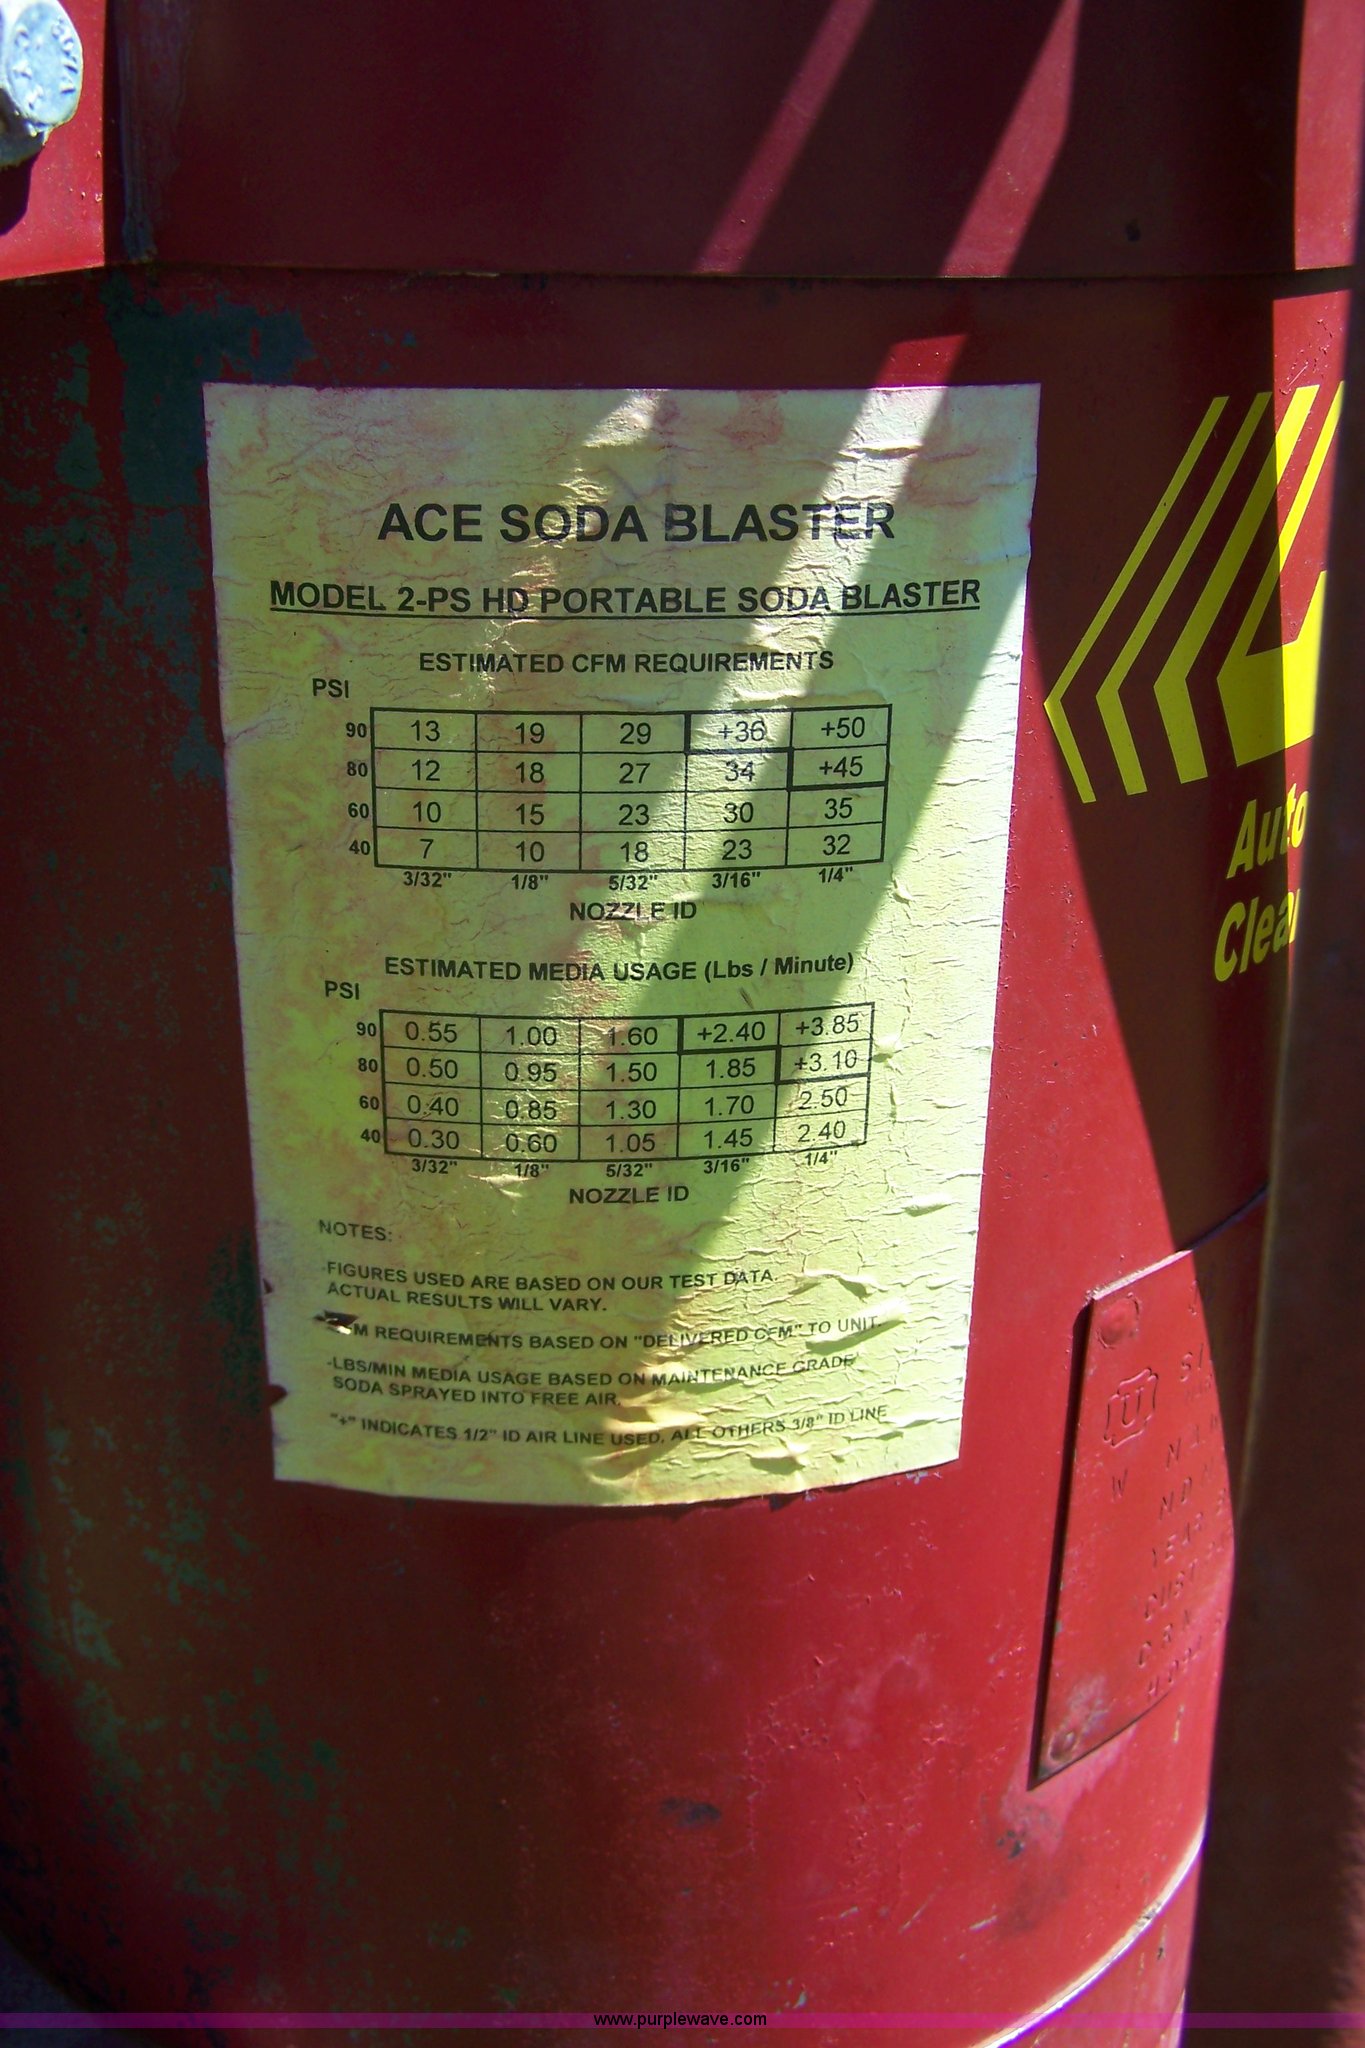 ACE SODA BLASTER
MODEL 2-PS HD PORTABLE SODA BLASTER
ESTIMATED CFM REQUIREMENTS
PSI
90 13 19 29 +36 +50
80 12 18 27 34 +45
60 10 15 23 30 35
40 7 10 18 23 32
3/32" 1/8" 5/32" 3/16" 1/4"
NOZZLE ID
ESTIMATED MEDIA USAGE (Lbs / Minute)
PSI
90 0.55 1.00 1.60 +2.40 +3.85
80 0.50 0.95 1.50 1.85 +3.10
60 0.40 0.85 1.30 1.70 2.50
40 0.30 0.60 1.05 1.45 2.40
3/32" 1/8" 5/32" 3/16" 1/4"
NOZZLE ID
NOTES:
-FIGURES USED ARE BASED ON OUR TEST DATA.
ACTUAL RESULTS WILL VARY.
REQUIREMENTS BASED ON "DELIVERED CFM" TO UNIT.
-LBS/MIN MEDIA USAGE BASED ON MAINTENANCE GRADE
SODA SPRAYED INTO FREE AIR.
"+" INDICATES 1/2" ID AIR LINE USED, ALL OTHERS 3/8" ID LINE
Auto
Clea
U
W
YEAR
CUST
CRN
www.purplewave.com